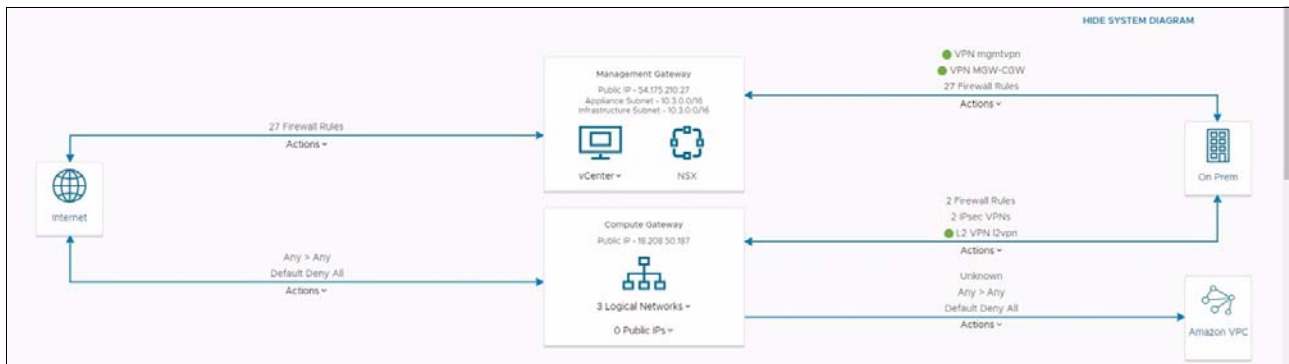 HIDE SYSTEM DIAGRAM
VPN mgmtvpn
VPN MGW-CGW
27 Firewall Rules
Actions
Management Gateway
Public IP - 54.175.210.27
Appliance Subnet - 10.3.0.0/16
Infrastructure Subnet - 10.3.0.0/16
vCenter
NSX
27 Firewall Rules
Actions
Internet
On Prem
2 Firewall Rules
2 IPsec VPNs
L2 VPN l2vpn
Actions
Compute Gateway
Public IP - 18.208.50.187
3 Logical Networks
0 Public IPs
Any > Any
Default Deny All
Actions
Unknown
Any > Any
Default Deny All
Actions
Amazon VPC